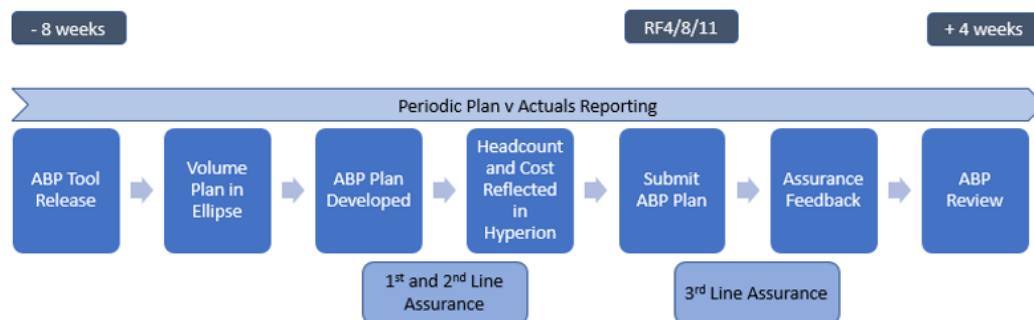 - 8 weeks
RF4/8/11
+ 4 weeks
Periodic Plan v Actuals Reporting
ABP Tool
Release
Volume
Plan in
Ellipse
ABP Plan
Developed
Headcount
and Cost
Reflected
in
Hyperion
Submit
ABP Plan
Assurance
Feedback
ABP
Review
1st and 2nd Line
Assurance
3rd Line Assurance